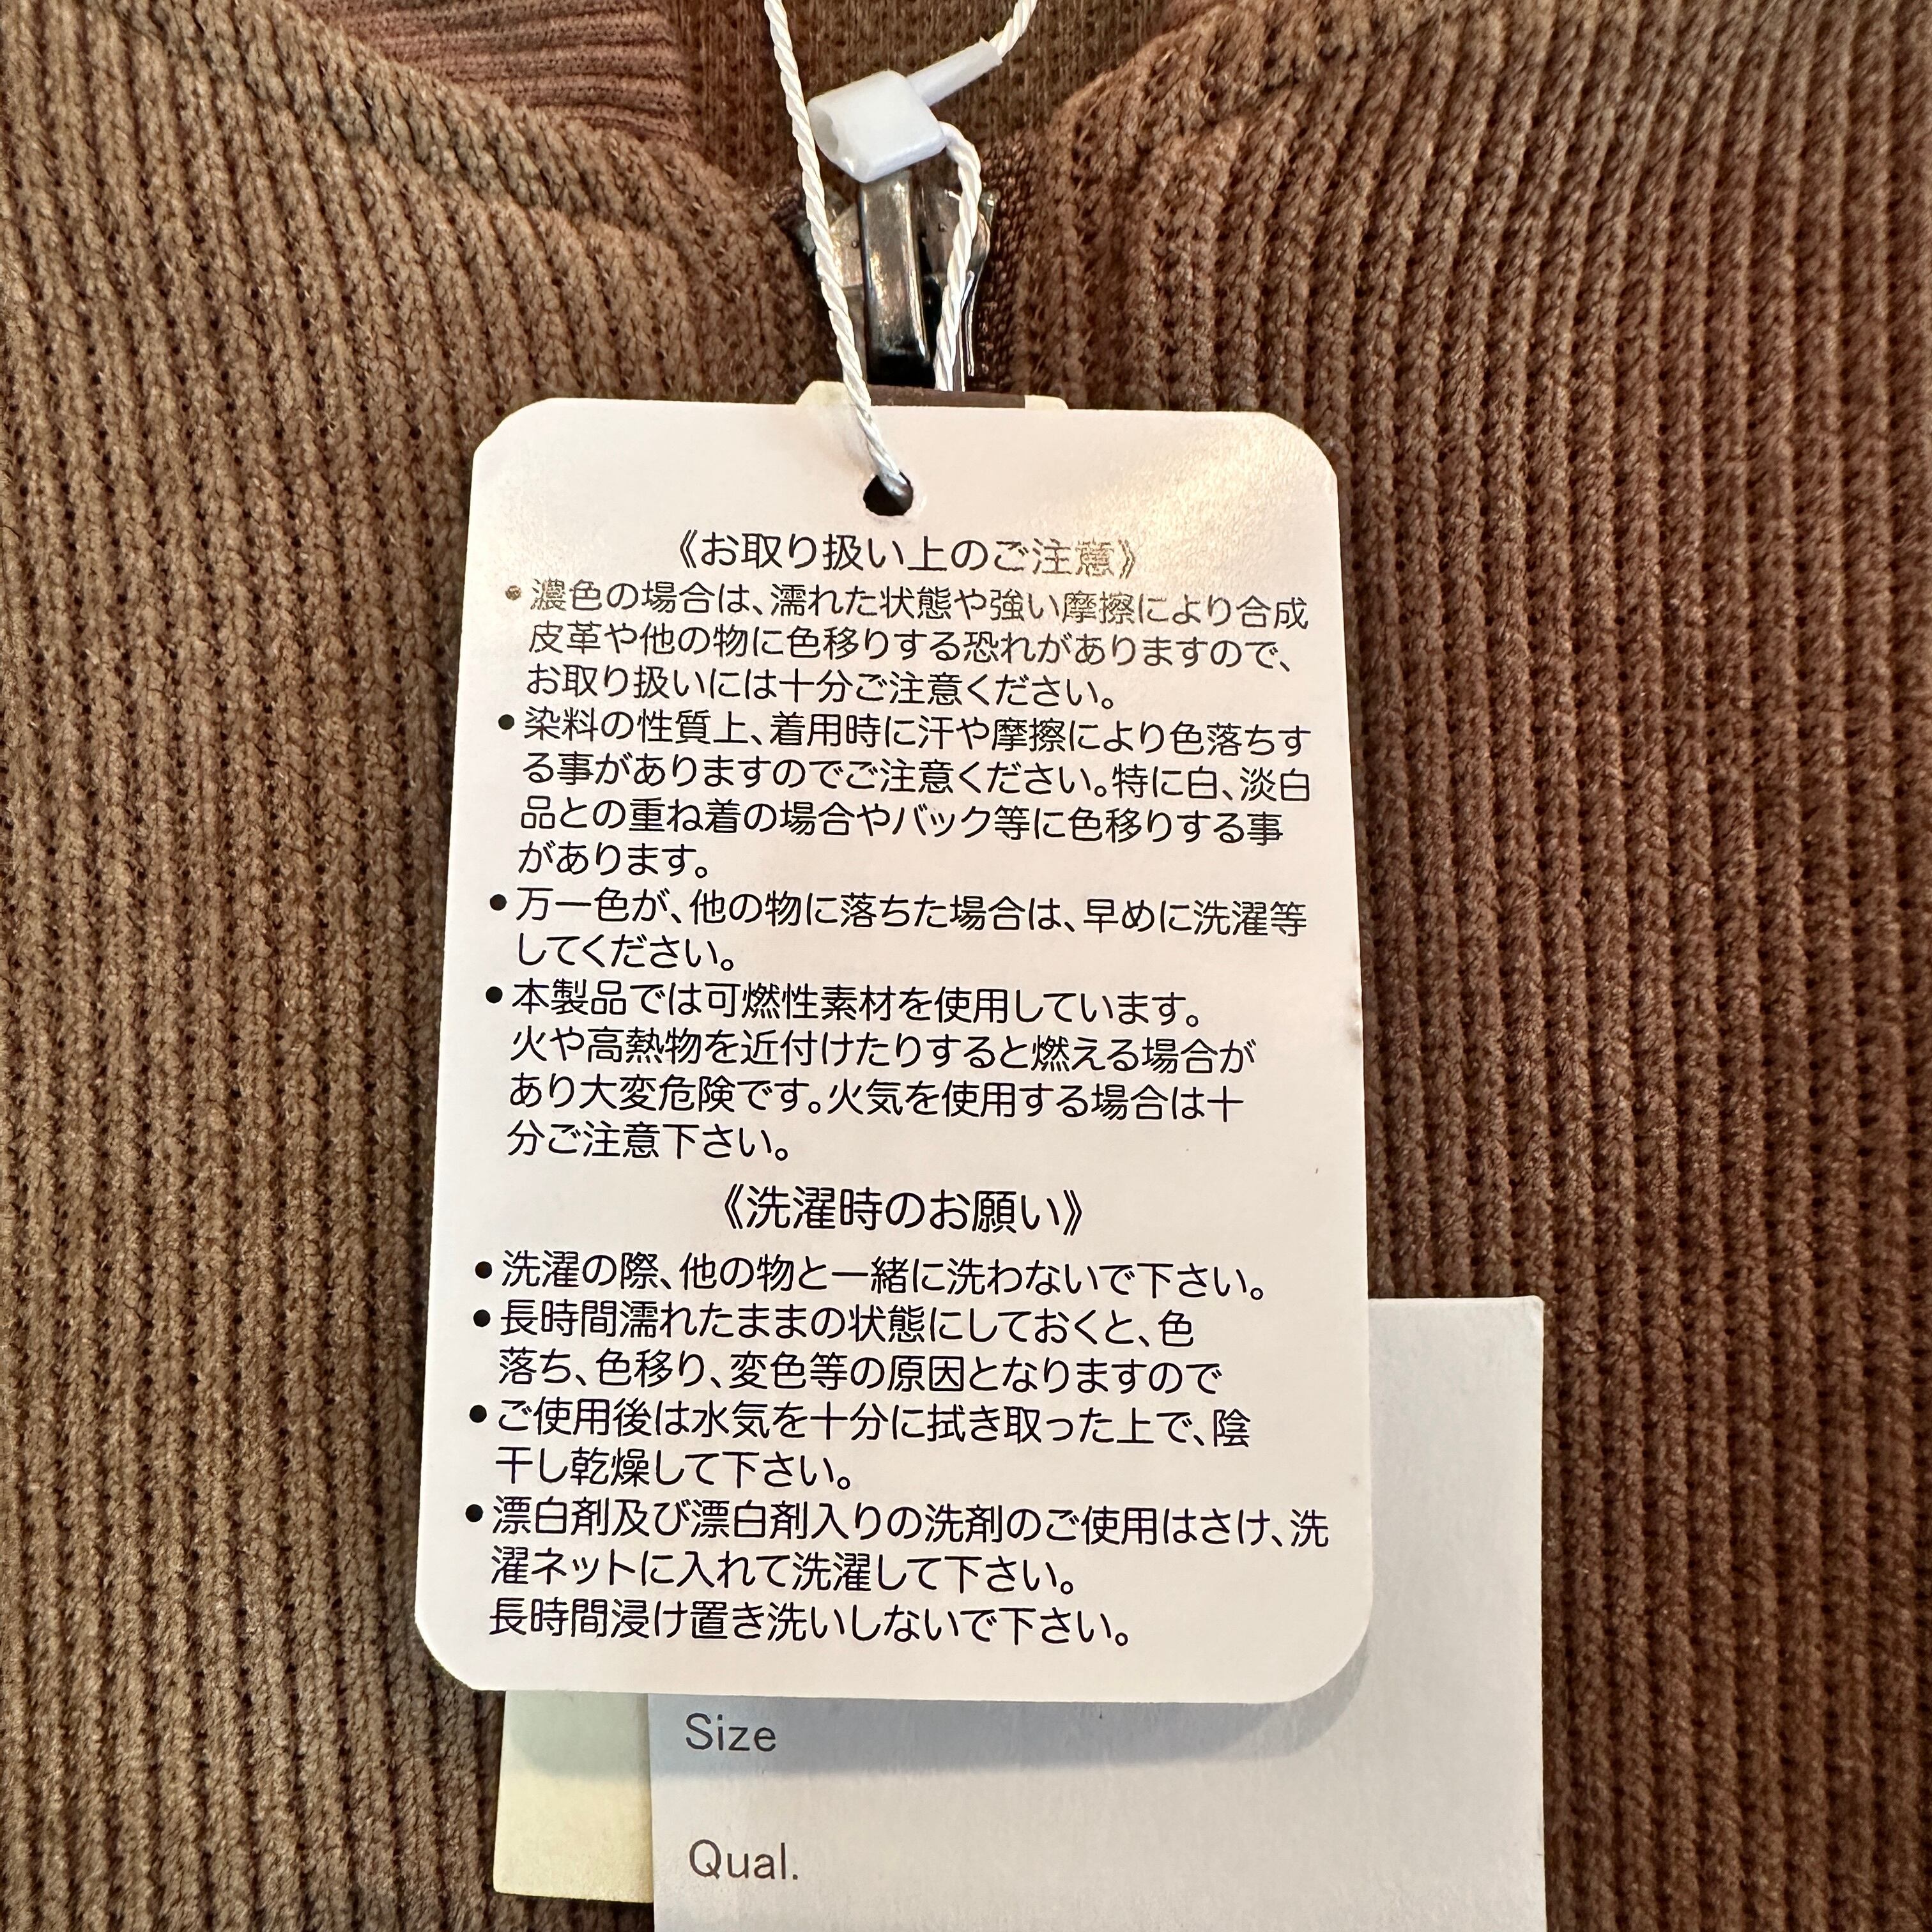 《お取り扱い上のご注意》
•濃色の場合は、濡れた状態や強い摩擦により合成
皮革や他の物に色移りする恐れがありますので、
お取り扱いには十分ご注意ください。
•染料の性質上、着用時に汗や摩擦により色落ちす
る事がありますのでご注意ください。特に白、淡白
品との重ね着の場合やバック等に色移りする事
があります。
•万一色が、他の物に落ちた場合は、早めに洗濯等
してください。
•本製品では可燃性素材を使用しています。
火や高熱物を近付けたりすると燃える場合が
あり大変危険です。火気を使用する場合は十
分ご注意下さい。
《洗濯時のお願い》
•洗濯の際、他の物と一緒に洗わないで下さい。
•長時間濡れたままの状態にしておくと、色
落ち、色移り、変色等の原因となりますので
•ご使用後は水気を十分に拭き取った上で、陰
干し乾燥して下さい。
•漂白剤及び漂白剤入りの洗剤のご使用はさけ、洗
濯ネットに入れて洗濯して下さい。
長時間浸け置き洗いしないで下さい。
Size
Qual.